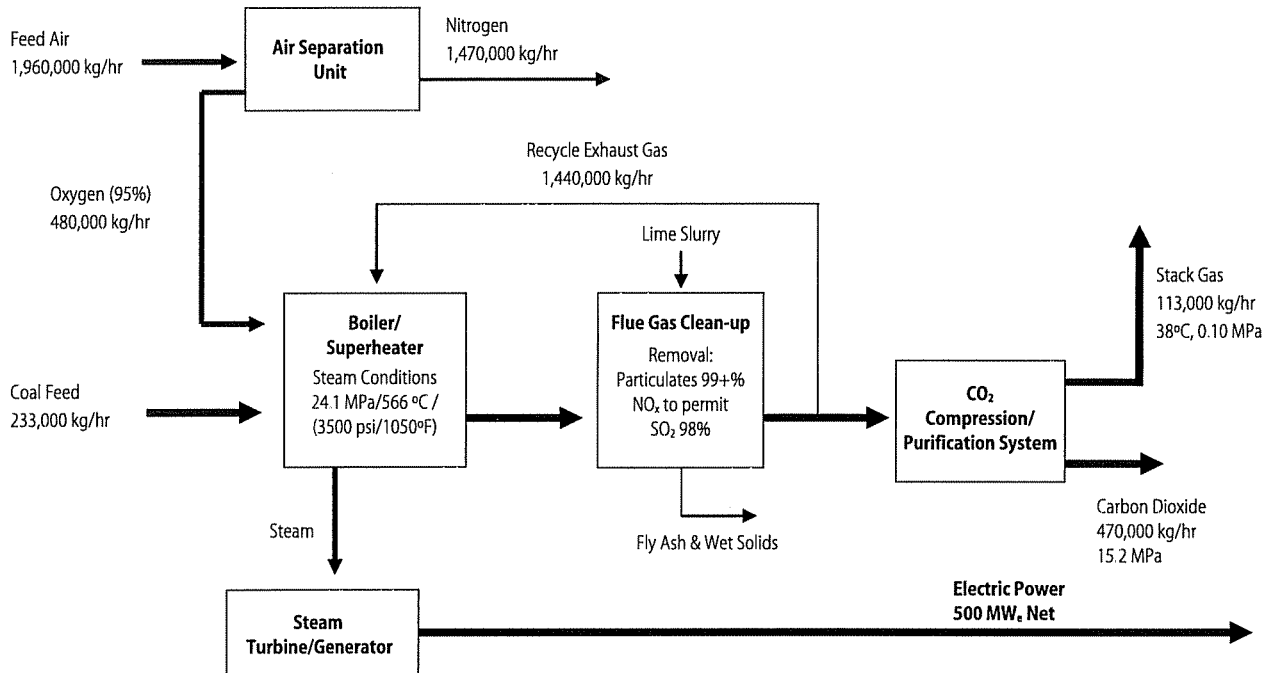 Feed Air
1,960,000 kg/hr
Air Separation
Unit
Nitrogen
1,470,000 kg/hr
Recycle Exhaust Gas
1,440,000 kg/hr
Oxygen (95%)
480,000 kg/hr
Lime Slurry
Stack Gas
113,000 kg/hr
38ºC, 0.10 MPa
Boiler/
Superheater
Steam Conditions
24.1 MPa/566 ºC /
(3500 psi/1050ºF)
Flue Gas Clean-up
Removal:
Particulates 99+%
NOₓ to permit
SO₂ 98%
Coal Feed
233,000 kg/hr
CO₂
Compression/
Purification System
Carbon Dioxide
470,000 kg/hr
15.2 MPa
Steam
Fly Ash & Wet Solids
Steam
Turbine/Generator
Electric Power
500 MWₑ Net